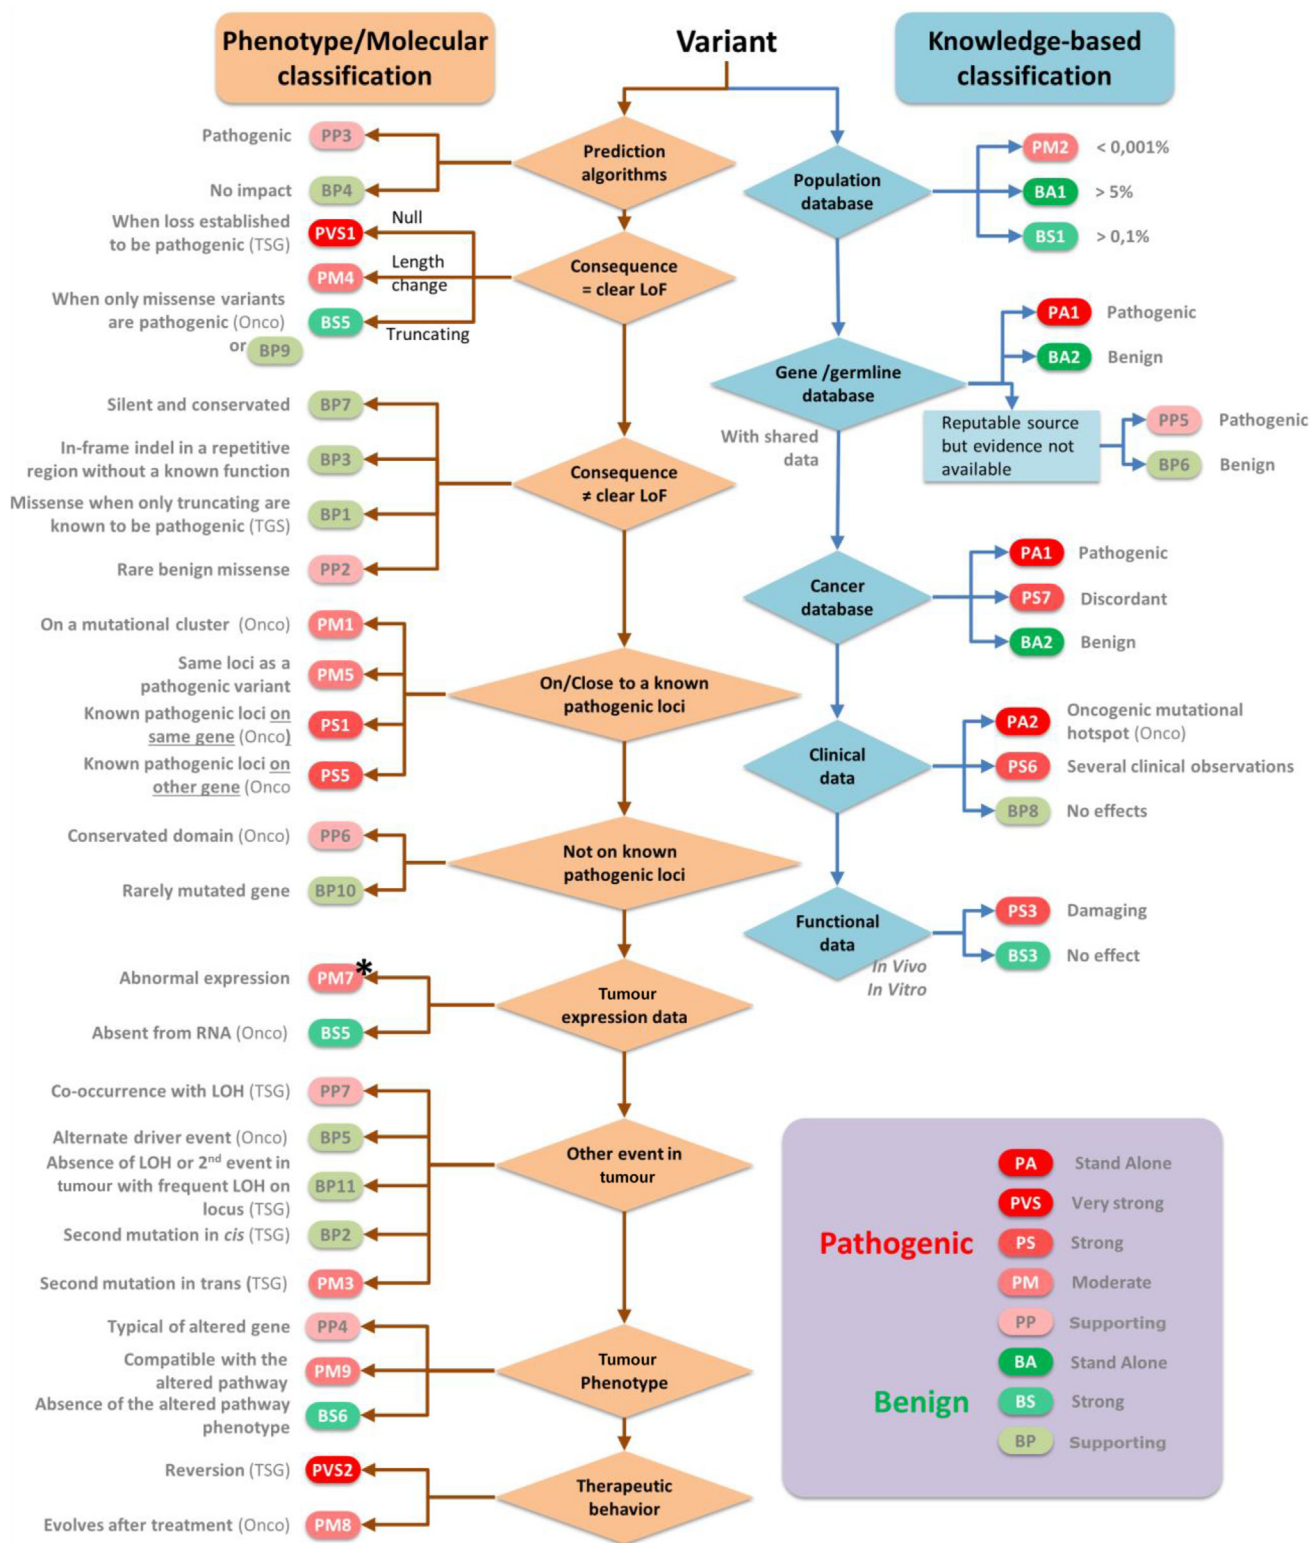 Phenotype/Molecular
classification
Variant
Knowledge-based
classification
Prediction
algorithms
Pathogenic
PP3
No impact
BP4
Consequence
= clear LoF
When loss established
to be pathogenic (TSG)
PVS1
Null
PM4
Length
change
When only missense variants
are pathogenic (Onco)
or
BS5
BP9
Truncating
Consequence
≠ clear LoF
Silent and conservated
BP7
In-frame indel in a repetitive
region without a known function
BP3
Missense when only truncating are
known to be pathogenic (TGS)
BP1
Rare benign missense
PP2
On/Close to a known
pathogenic loci
On a mutational cluster (Onco)
PM1
Same loci as a
pathogenic variant
PM5
Known pathogenic loci on
same gene (Onco)
PS1
Known pathogenic loci on
other gene (Onco
PS5
Not on known
pathogenic loci
Conservated domain (Onco)
PP6
Rarely mutated gene
BP10
Tumour
expression data
Abnormal expression
PM7
*
Absent from RNA (Onco)
BS5
Other event in
tumour
Co-occurrence with LOH (TSG)
PP7
Alternate driver event (Onco)
BP5
Absence of LOH or 2nd event in
tumour with frequent LOH on
locus (TSG)
BP11
Second mutation in cis (TSG)
BP2
Second mutation in trans (TSG)
PM3
Tumour
Phenotype
Typical of altered gene
PP4
Compatible with the
altered pathway
PM9
Absence of the altered pathway
phenotype
BS6
Therapeutic
behavior
Reversion (TSG)
PVS2
Evolves after treatment (Onco)
PM8
Population
database
PM2
< 0,001%
BA1
> 5%
BS1
> 0,1%
Gene /germline
database
With shared
data
PA1
Pathogenic
BA2
Benign
Reputable source
but evidence not
available
PP5
Pathogenic
BP6
Benign
Cancer
database
PA1
Pathogenic
PS7
Discordant
BA2
Benign
Clinical
data
PA2
Oncogenic mutational
hotspot (Onco)
PS6
Several clinical observations
BP8
No effects
Functional
data
In Vivo
In Vitro
PS3
Damaging
BS3
No effect
Pathogenic
PA
Stand Alone
PVS
Very strong
PS
Strong
PM
Moderate
PP
Supporting
Benign
BA
Stand Alone
BS
Strong
BP
Supporting